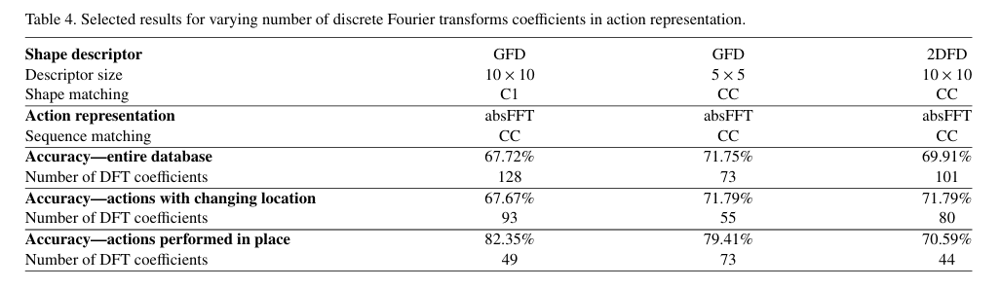 Table 4. Selected results for varying number of discrete Fourier transforms coefficients in action representation.
Shape descriptor GFD GFD 2DFD
Descriptor size 10 × 10 5 × 5 10 × 10
Shape matching C1 CC CC
Action representation absFFT absFFT absFFT
Sequence matching CC CC CC
Accuracy—entire database 67.72% 71.75% 69.91%
Number of DFT coefficients 128 73 101
Accuracy—actions with changing location 67.67% 71.79% 71.79%
Number of DFT coefficients 93 55 80
Accuracy—actions performed in place 82.35% 79.41% 70.59%
Number of DFT coefficients 49 73 44